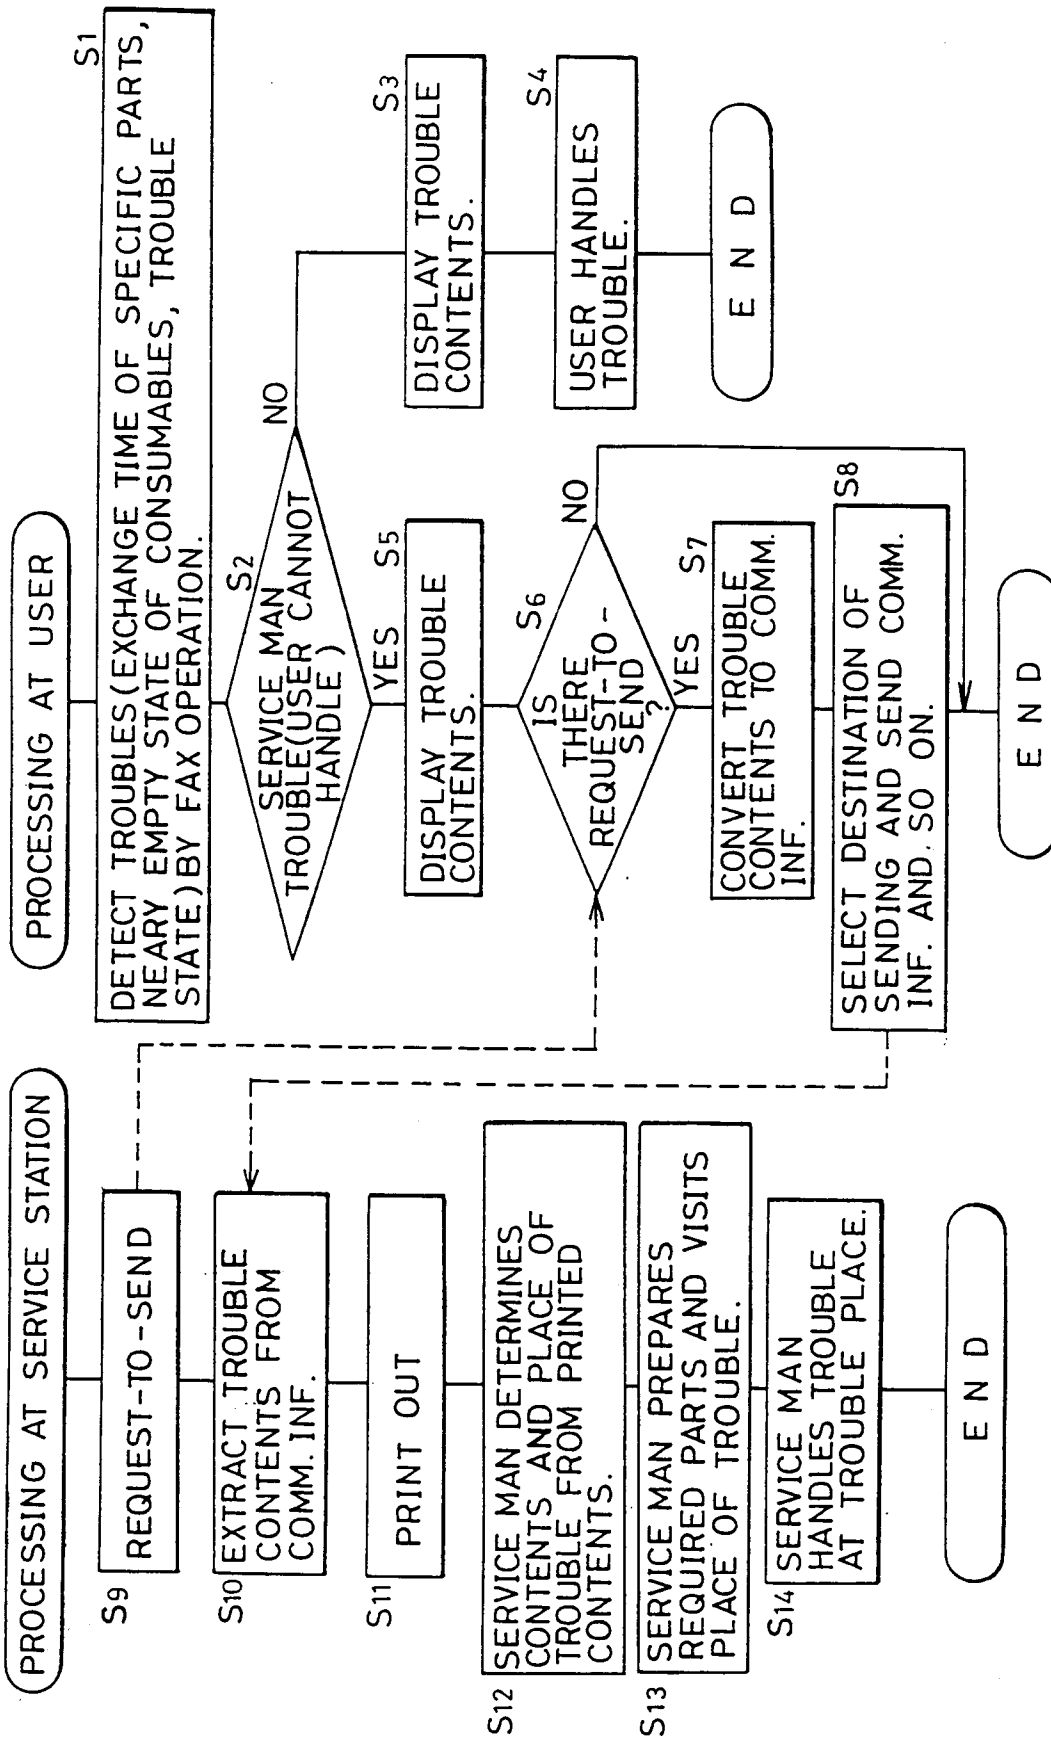 PROCESSING AT SERVICE STATION
S9
REQUEST-TO-SEND
S10
EXTRACT TROUBLE
CONTENTS FROM
COMM. INF.
S11
PRINT OUT
S12
SERVICE MAN DETERMINES
CONTENTS AND PLACE OF
TROUBLE FROM PRINTED
CONTENTS.
S13
SERVICE MAN PREPARES
REQUIRED PARTS AND VISITS
PLACE OF TROUBLE.
S14
SERVICE MAN
HANDLES TROUBLE
AT TROUBLE PLACE.
END
PROCESSING AT USER
S1
DETECT TROUBLES(EXCHANGE TIME OF SPECIFIC PARTS,
NEARY EMPTY STATE OF CONSUMABLES, TROUBLE
STATE)BY FAX OPERATION.
S2
SERVICE MAN
TROUBLE(USER CANNOT
HANDLE)
NO
YES
S3
DISPLAY TROUBLE
CONTENTS.
S4
USER HANDLES
TROUBLE.
END
S5
DISPLAY TROUBLE
CONTENTS.
S6
IS
THERE
REQUEST-TO-
SEND
?
NO
YES
S7
CONVERT TROUBLE
CONTENTS TO COMM.
INF.
S8
SELECT DESTINATION OF
SENDING AND SEND COMM.
INF. AND. SO ON.
END